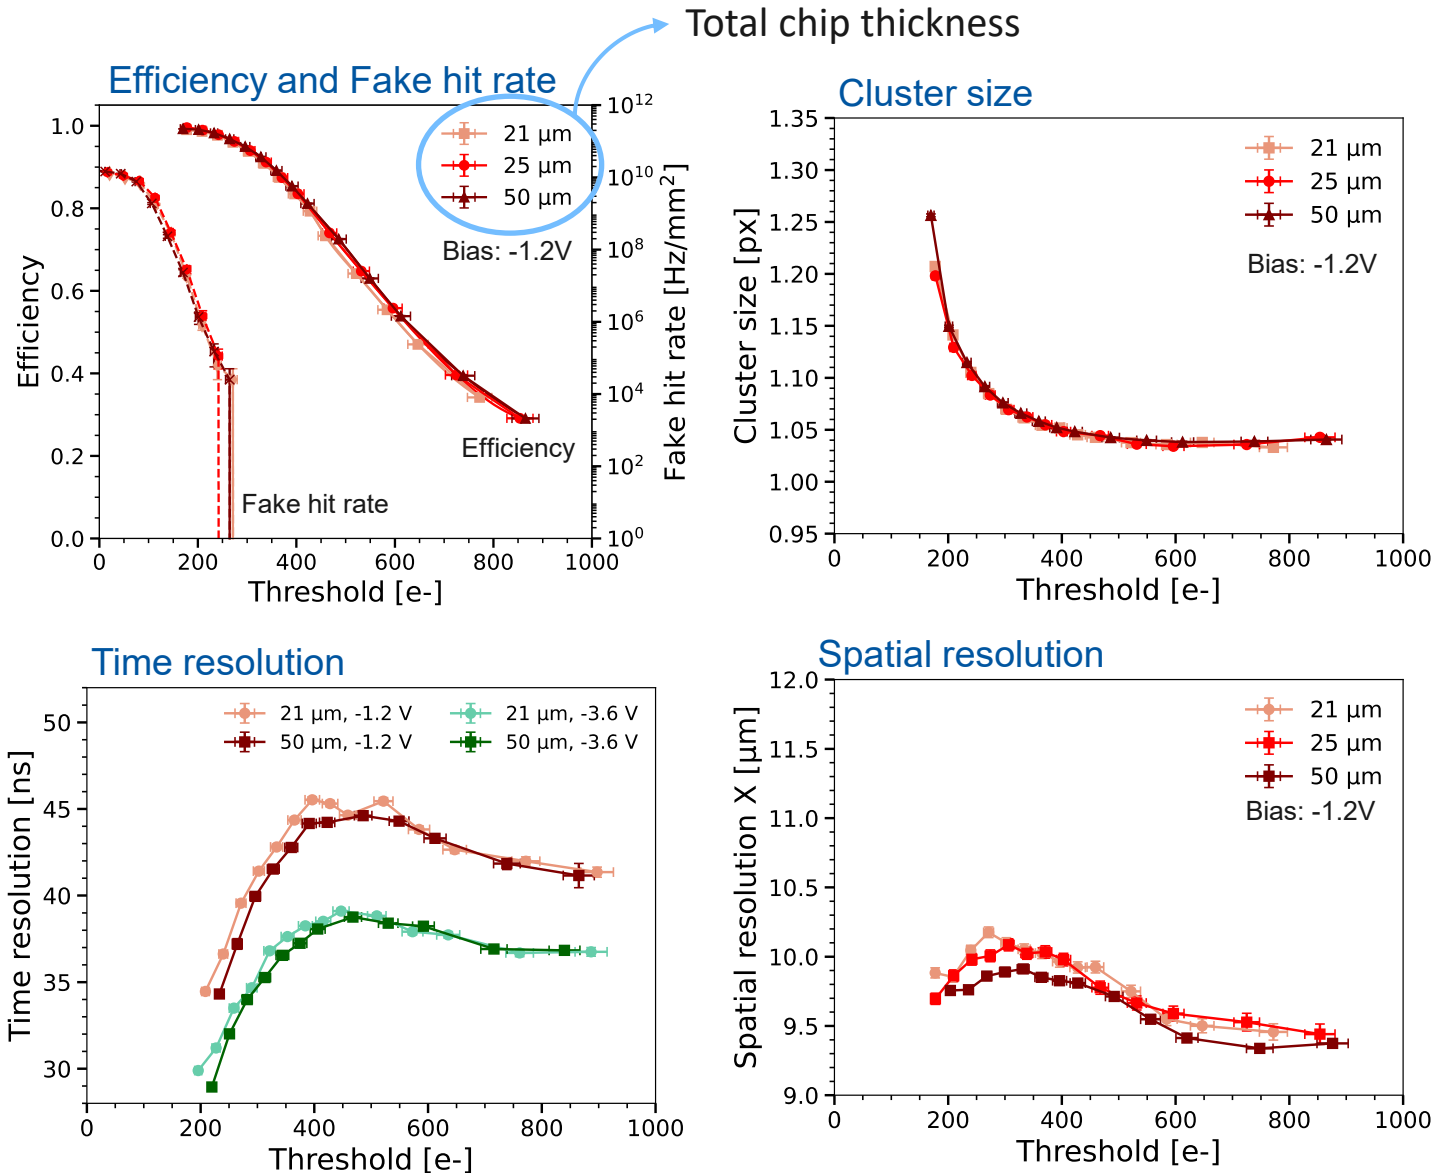 Total chip thickness
Efficiency and Fake hit rate
1.0
0.8
0.6
0.4
0.2
0.0
Efficiency
10^12
10^10
10^8
10^6
10^4
10^2
10^0
Fake hit rate [Hz/mm²]
21 μm
25 μm
50 μm
Bias: -1.2V
Efficiency
Fake hit rate
0 200 400 600 800 1000
Threshold [e-]
Cluster size
1.35
1.30
1.25
1.20
1.15
1.10
1.05
1.00
0.95
Cluster size [px]
21 μm
25 μm
50 μm
Bias: -1.2V
0 200 400 600 800 1000
Threshold [e-]
Time resolution
50
45
40
35
30
Time resolution [ns]
21 μm, -1.2 V 21 μm, -3.6 V
50 μm, -1.2 V 50 μm, -3.6 V
0 200 400 600 800 1000
Threshold [e-]
Spatial resolution
12.0
11.5
11.0
10.5
10.0
9.5
9.0
Spatial resolution X [μm]
21 μm
25 μm
50 μm
Bias: -1.2V
0 200 400 600 800 1000
Threshold [e-]